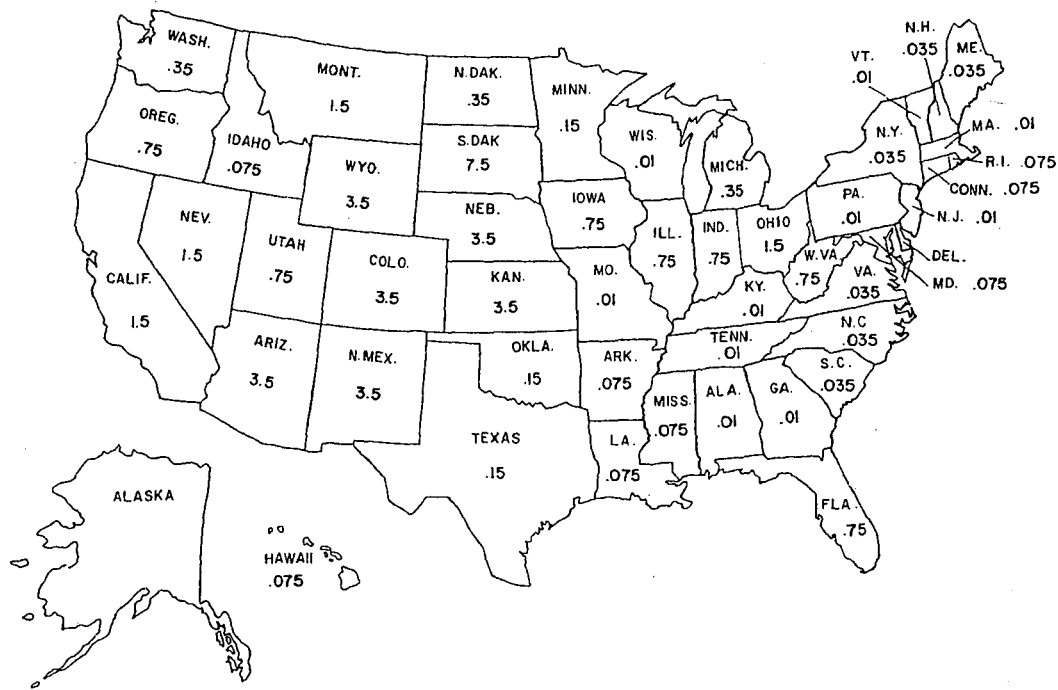 WASH.
.35
MONT.
1.5
N.DAK.
.35
MINN.
.15
VT.
.01
N.H.
.035
ME.
.035
OREG.
.75
IDAHO
.075
WYO.
3.5
S.DAK
7.5
WIS.
.01
MICH.
.35
N.Y.
.035
MA. .01
R.I. .075
CONN. .075
N.J. .01
NEV.
1.5
UTAH
.75
COLO.
3.5
NEB.
3.5
IOWA
.75
ILL.
.75
IND.
.75
OHIO
1.5
PA.
.01
DEL.
MD. .075
CALIF.
1.5
KAN.
3.5
MO.
.01
KY.
.01
W.VA.
.75
VA.
.035
ARIZ.
3.5
N.MEX.
3.5
OKLA.
.15
ARK.
.075
TENN.
.01
N.C
.035
S.C.
.035
TEXAS
.15
LA.
.075
MISS.
.075
ALA.
.01
GA.
.01
FLA.
.75
ALASKA
HAWAII
.075